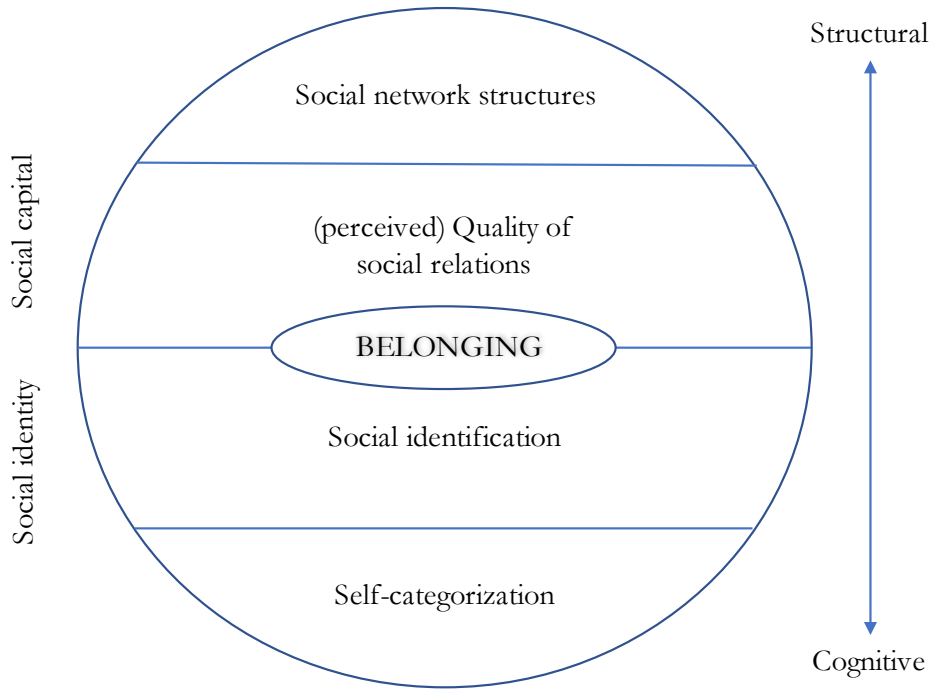 Structural
Social network structures
Social capital
(perceived) Quality of
social relations
BELONGING
Social identity
Social identification
Self-categorization
Cognitive